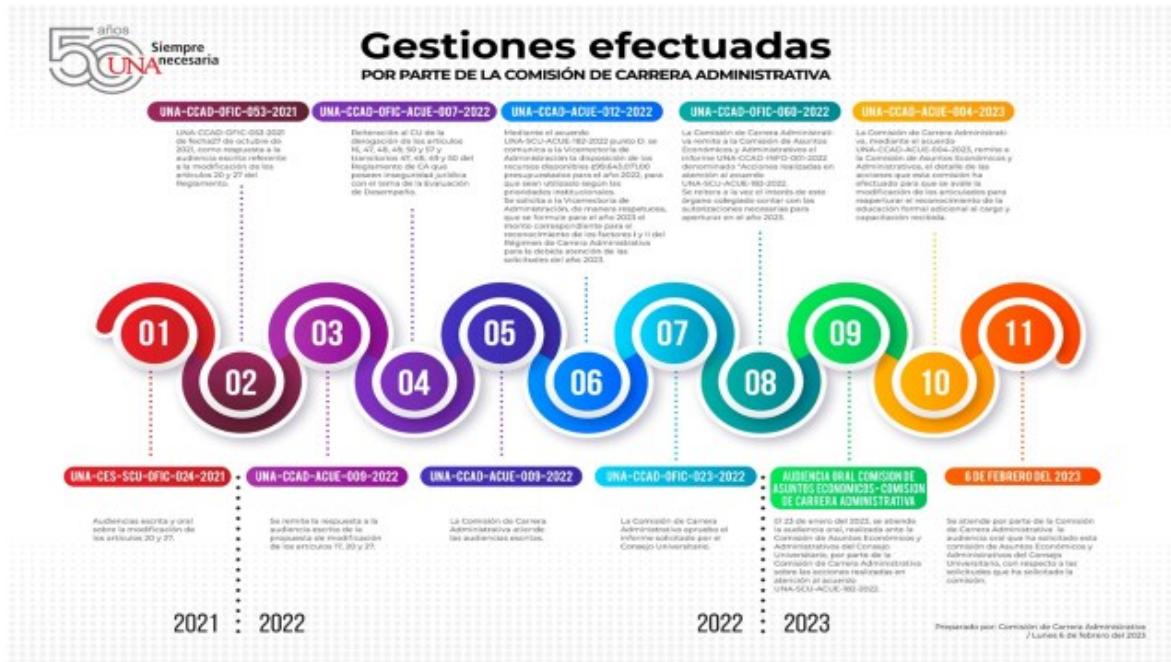 50 años
UNA
Siempre
necesaria
Gestiones efectuadas
POR PARTE DE LA COMISIÓN DE CARRERA ADMINISTRATIVA
UNA-CCAD-OFIC-053-2021
UNA-CCAD-OFIC-053-2021
de fecha27 de octubre de
2021, como respuesta a la
audiencia escrita referente
a la modificación de los
artículos 20 y 27 del
Reglamento.
UNA-CCAD-OFIC-ACUE-007-2022
Reiteración al CU de la
derogación de los artículos
16, 47, 48, 49, 50 y 57 y
transitorios 47, 48, 49 y 50 del
Reglamento de CA que
poseen inseguridad jurídica
con el tema de la Evaluación
de Desempeño.
UNA-CCAD-ACUE-012-2022
Mediante el acuerdo
UNA-SCU-ACUE-182-2022 punto D. se
comunica a la Vicerrectoría de
Administración la disposición de los
recursos disponibles
presupuestados para el año 2022, para
que sean utilizado según las
prioridades institucionales.
Se solicita a la Vicerrectoría de
Administración, de manera respetuosa,
que se formule para el año 2023 el
monto correspondiente para el
reconocimiento de los factores I y II del
Régimen de Carrera Administrativa
para la debida atención de las
solicitudes del año 2023.
UNA-CCAD-OFIC-060-2022
La Comisión de Carrera Administrati-
va remite a la Comisión de Asuntos
Económicos y Administrativos el
informe UNA-CCAD-INFO-001-2022
denominado "Acciones realizadas en
atención al acuerdo
UNA-SCU-ACUE-182-2022.
Se reitera a la vez el interés de este
órgano colegiado contar con las
autorizaciones necesarias para
aperturar en el año 2023.
UNA-CCAD-ACUE-004-2023
La Comisión de Carrera Administrati-
va, mediante el acuerdo
UNA-CCAD-ACUE-004-2023, remite a
la Comisión de Asuntos Económicos y
Administrativos, el detalle de las
acciones que esta comisión ha
efectuado para que se avale la
modificación de los articulados para
reaperturar el reconocimiento de la
educación formal adicional al cargo y
capacitación recibida.
01
02
03
04
05
06
07
08
09
10
11
UNA-CES-SCU-OFIC-024-2021
Audiencias escrita y oral
sobre la modificación de
los artículos 20 y 27.
UNA-CCAD-ACUE-009-2022
Se remite la respuesta a la
audiencia escrito de la
propuesta de modificación
de los artículos 17, 20 y 27.
UNA-CCAD-ACUE-009-2022
La Comisión de Carrera
Administrativa atiende
las audiencias escritas.
UNA-CCAD-OFIC-023-2022
La Comisión de Carrera
Administrativa aprueba el
informe solicitado por el
Consejo Universitario.
AUDIENCIA ORAL COMISION DE
ASUNTOS ECONOMICOS-COMISION
DE CARRERA ADMINISTRATIVA
El 23 de enero del 2023, se atiende
la audiencia oral, realizada ante la
Comisión de Asuntos Económicos y
Administrativos del Consejo
Universitario, por parte de la
Comisión de Carrera Administrativa
sobre las acciones realizadas en
atención al acuerdo
UNA-SCU-ACUE-182-2022.
6 DE FEBRERO DEL 2023
Se atiende por parte de la Comisión
de Carrera Administrativa la
audiencia oral que ha solicitado esta
comisión de Asuntos Económicos y
Administrativos del Consejo
Universitario, con respecto a las
solicitudes que ha solicitado la
comisión.
2021
2022
2022
2023
Preparado por: Comisión de Carrera Administrativa
/ Lunes 6 de febrero del 2023